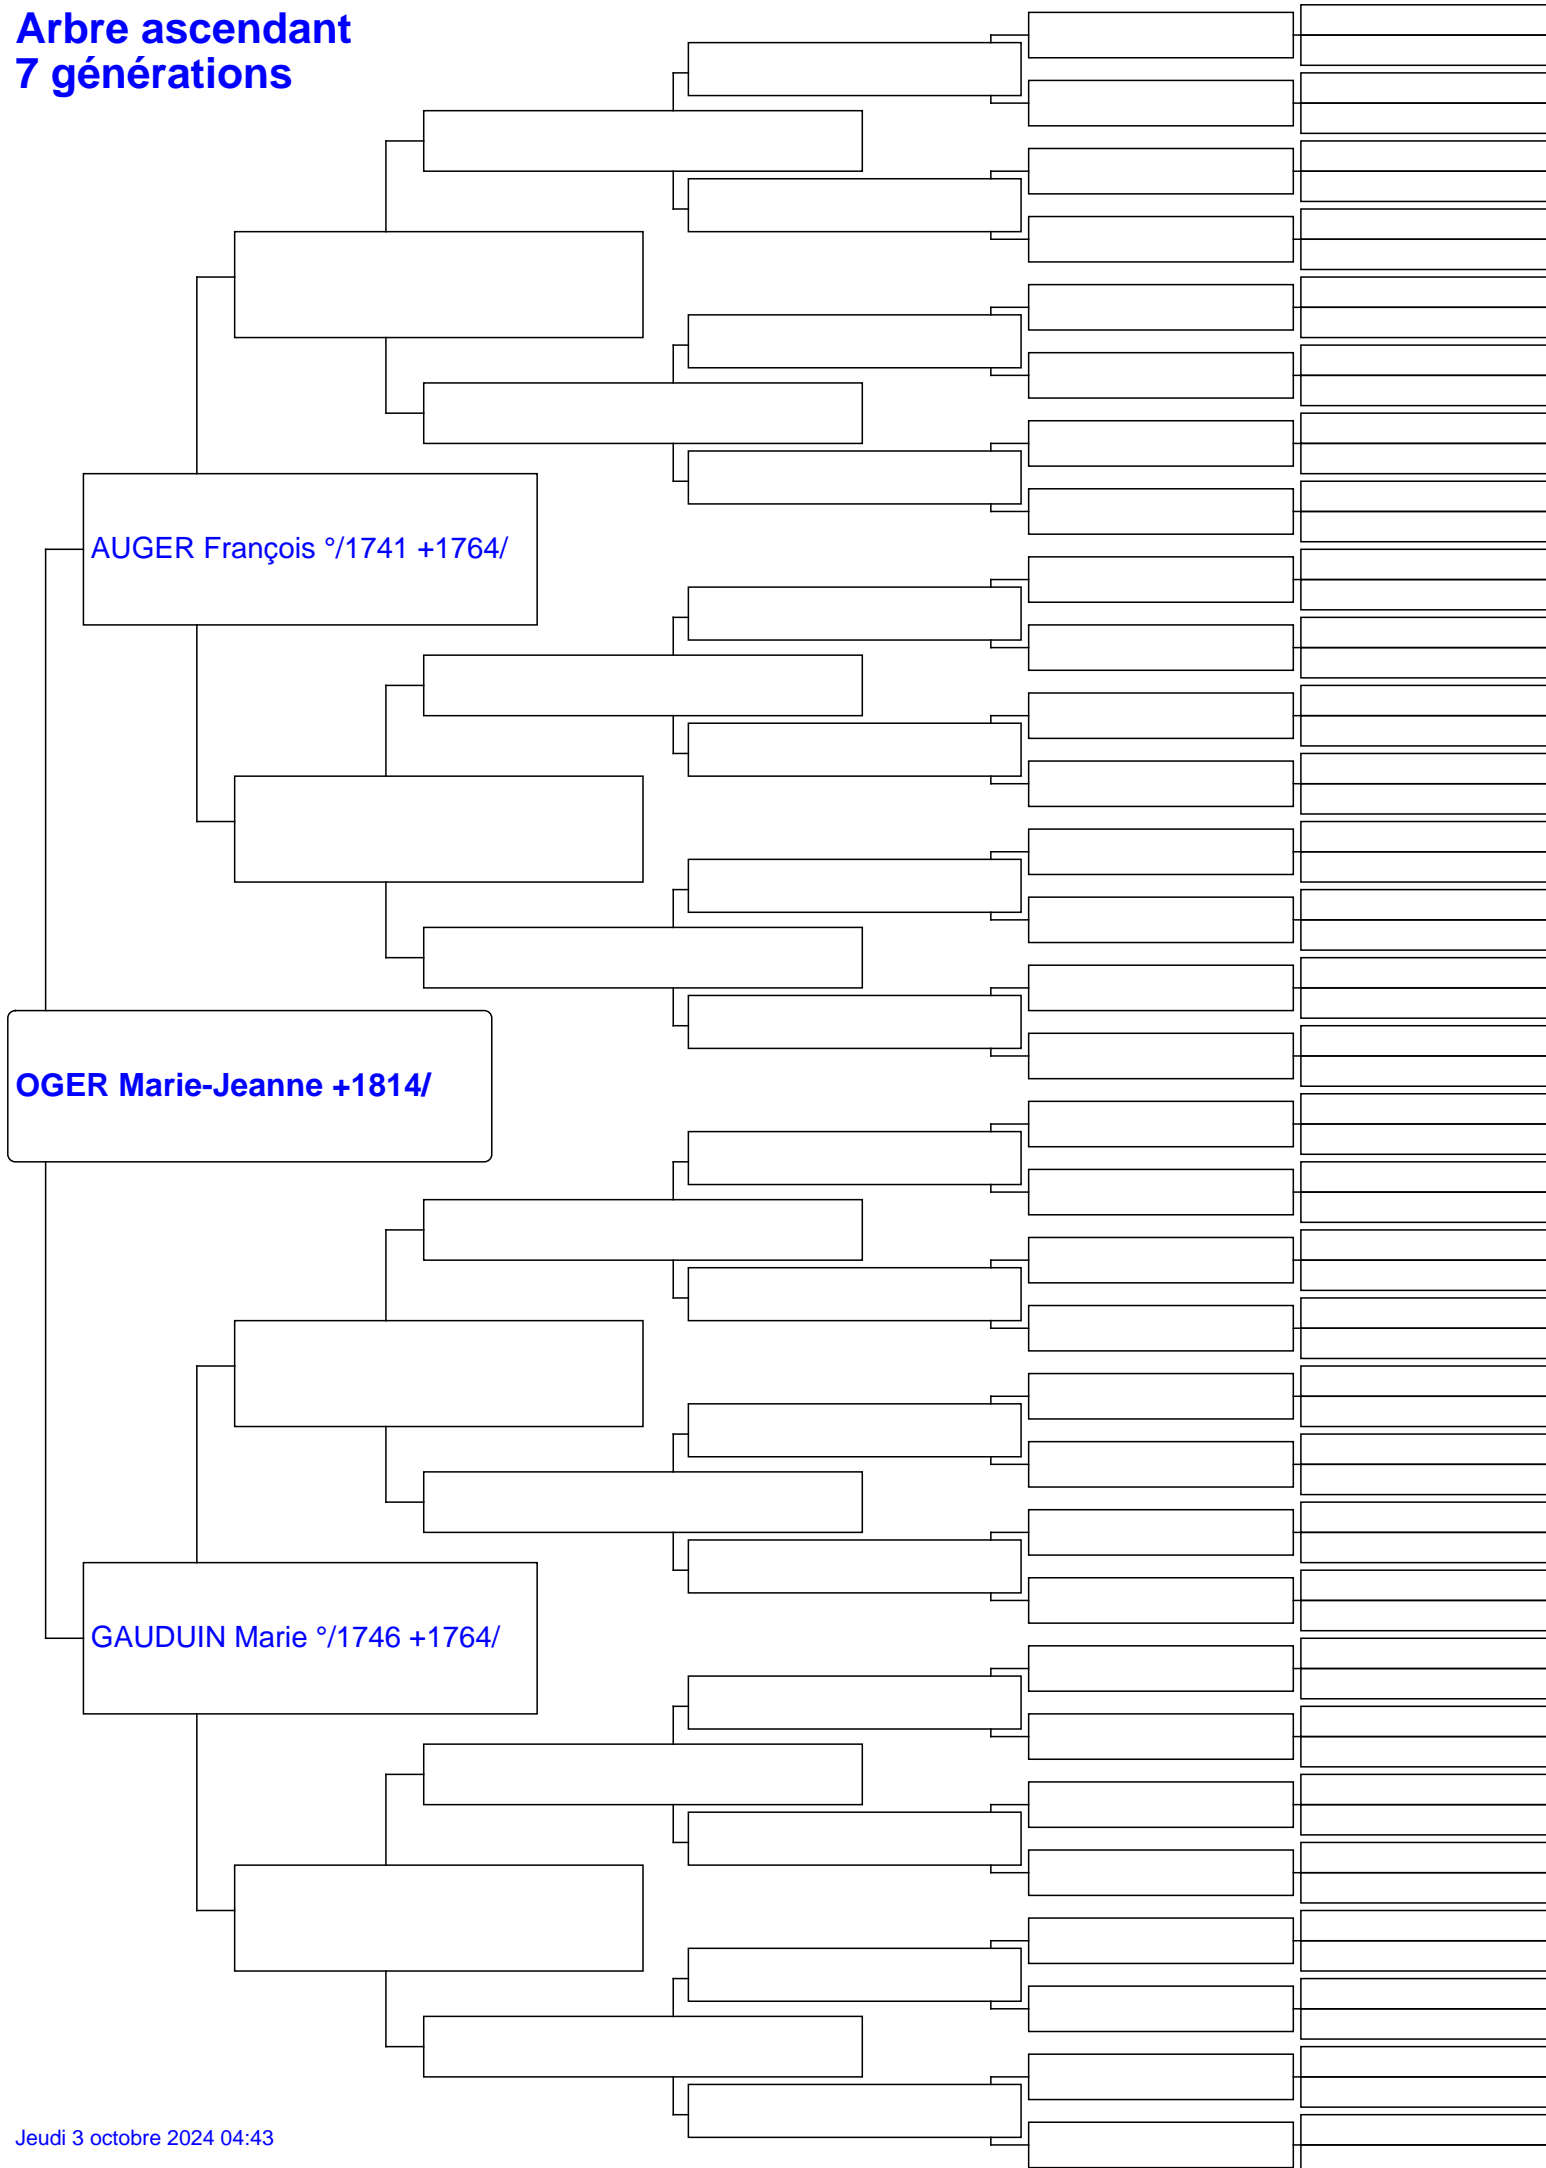 Arbre ascendant
7 générations
AUGER François °/1741 +1764/
OGER Marie-Jeanne +1814/
GAUDUIN Marie °/1746 +1764/
Jeudi 3 octobre 2024 04:43